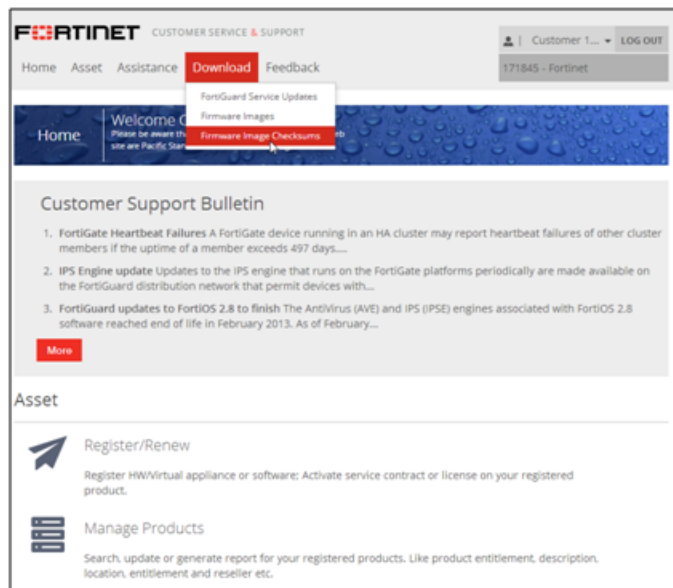 FORTINET CUSTOMER SERVICE & SUPPORT
Customer 1... LOG OUT
171845 - Fortinet
Home Asset Assistance Download Feedback
FortiGuard Service Updates
Firmware Images
Firmware Image Checksums
Home
Welcome
Please be aware
site are Pacific
Customer Support Bulletin
1. FortiGate Heartbeat Failures A FortiGate device running in an HA cluster may report heartbeat failures of other cluster
members if the uptime of a member exceeds 497 days....
2. IPS Engine update Updates to the IPS engine that runs on the FortiGate platforms periodically are made available on
the FortiGuard distribution network that permit devices with...
3. FortiGuard updates to FortiOS 2.8 to finish The AntiVirus (AVE) and IPS (IPSE) engines associated with FortiOS 2.8
software reached end of life in February 2013. As of February...
More
Asset
Register/Renew
Register HW/Virtual appliance or software; Activate service contract or license on your registered
product.
Manage Products
Search, update or generate report for your registered products. Like product entitlement, description,
location, entitlement and reseller etc.